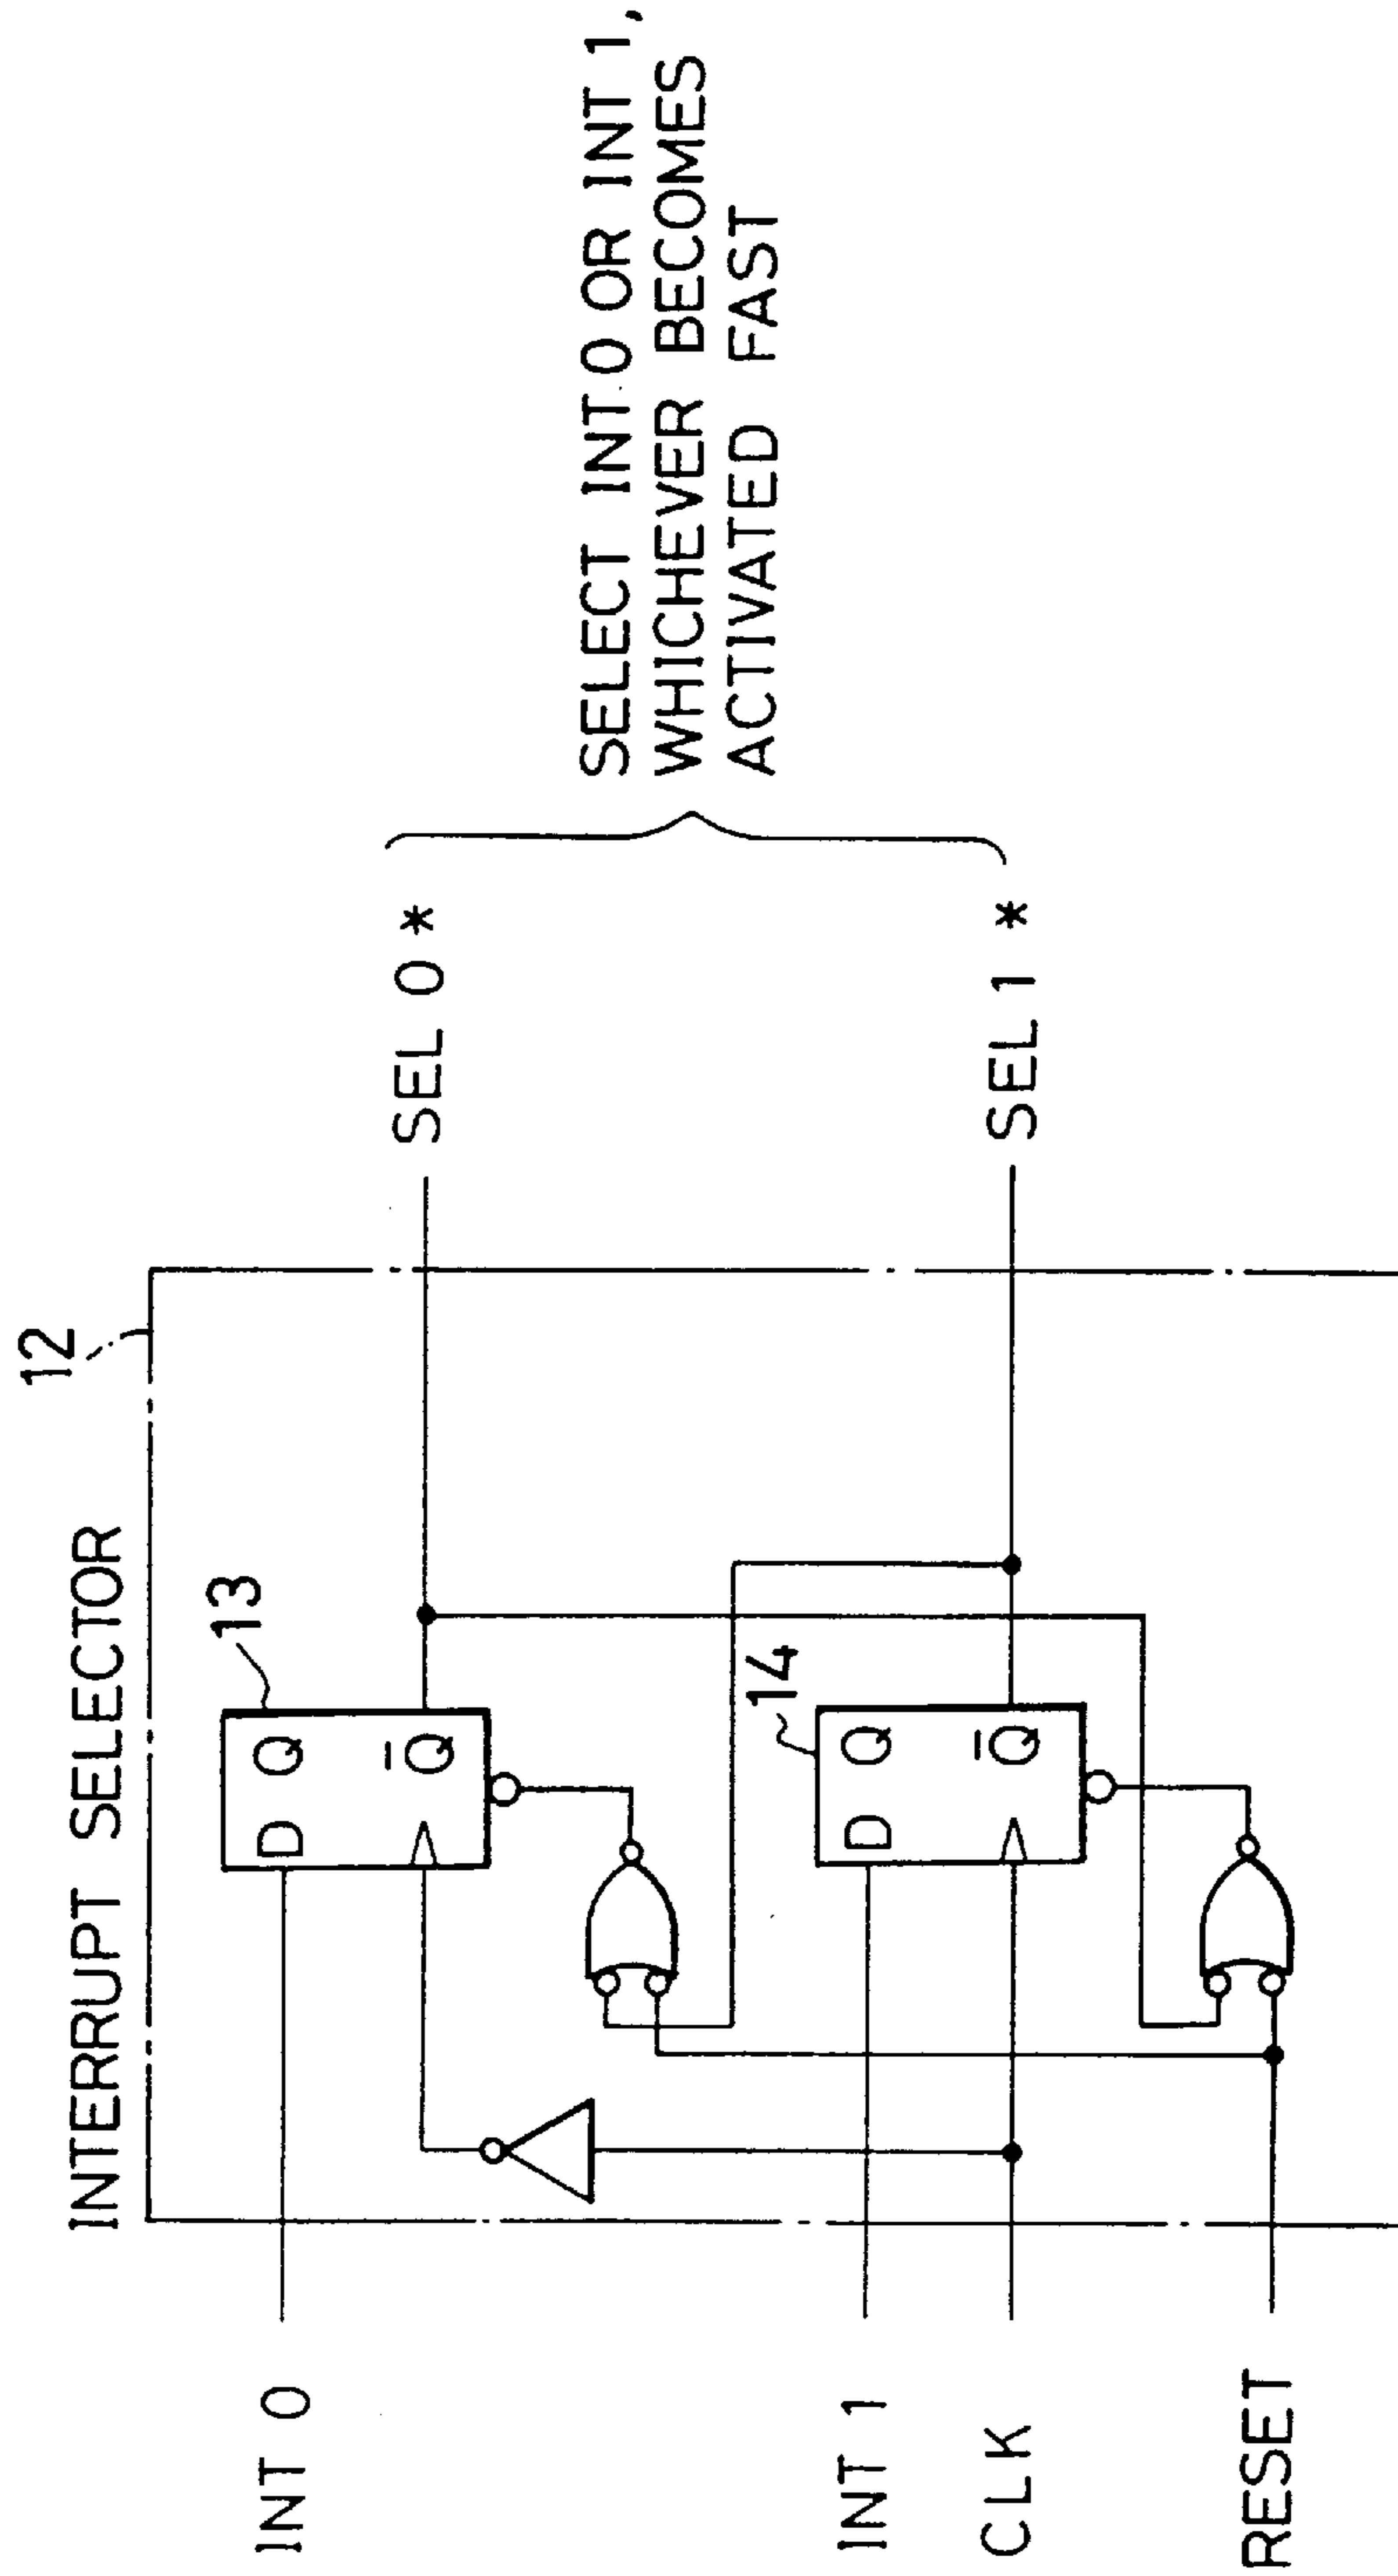 INTERRUPT SELECTOR
12
INT 0
D Q
13
Q̅
SEL 0 *
SELECT INT 0 OR INT 1,
WHICHEVER BECOMES
ACTIVATED FAST
INT 1
D Q
14
CLK
Q̅
SEL 1 *
RESET